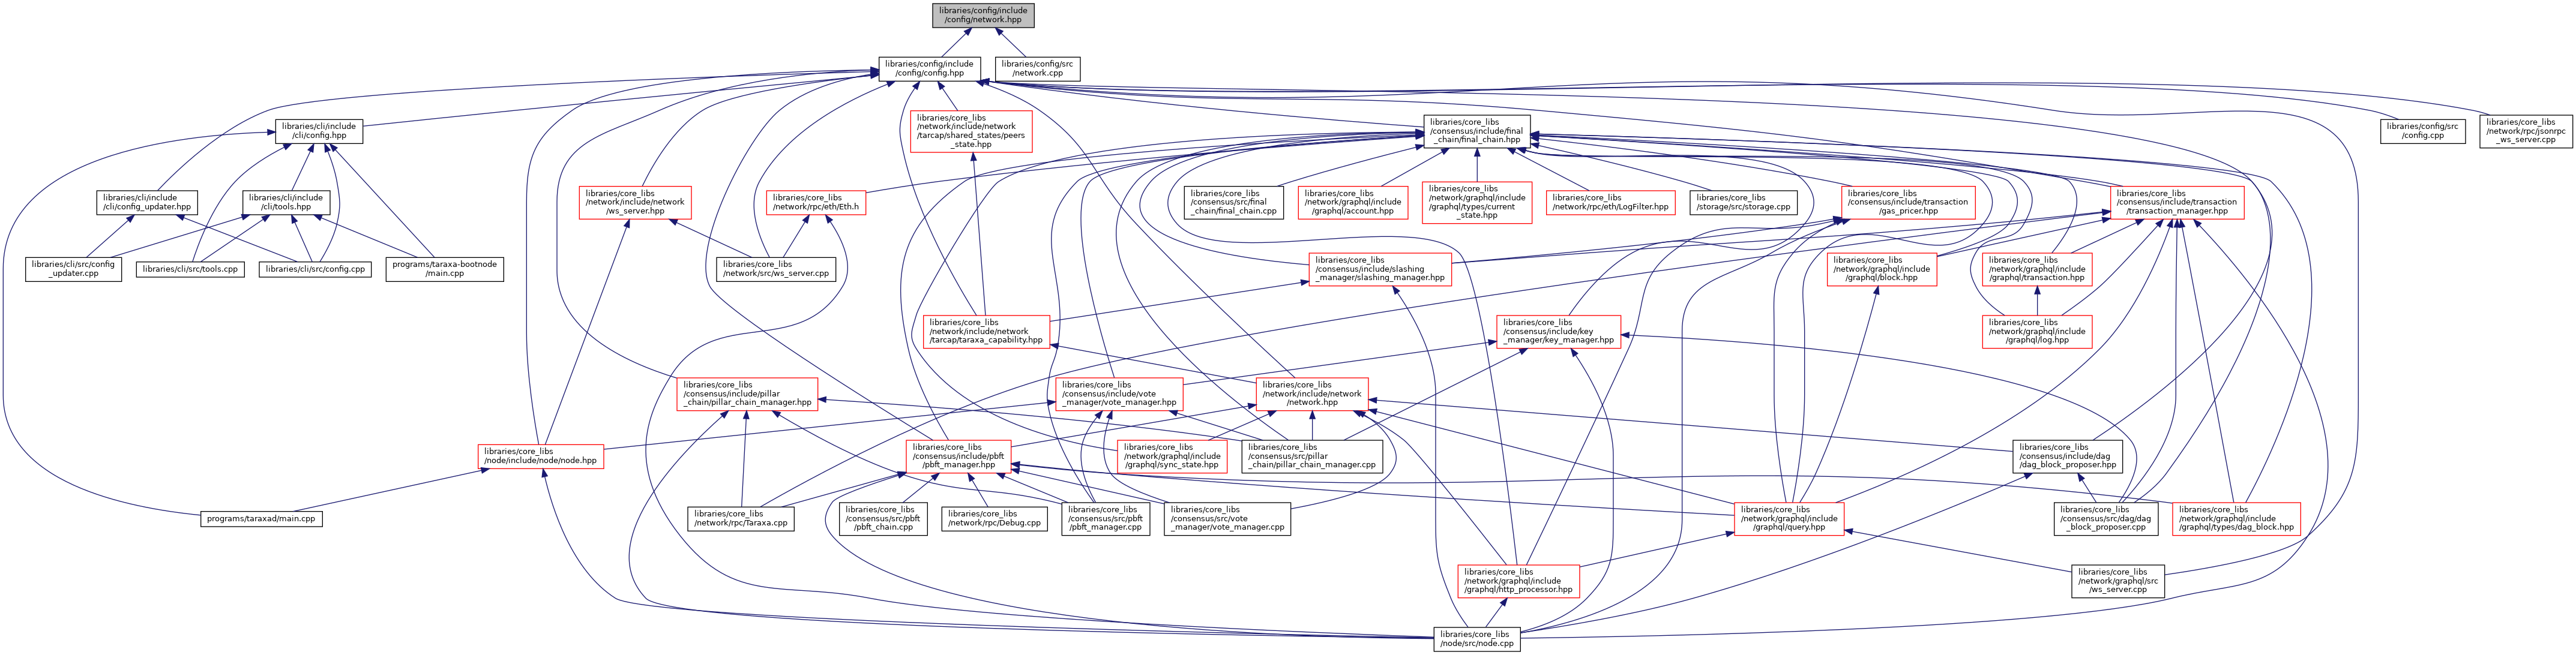 libraries/config/include
/config/network.hpp
libraries/config/include
/config/config.hpp
libraries/config/src
/network.cpp
libraries/cli/include
/cli/config.hpp
libraries/core_libs
/network/include/network
/tarcap/shared_states/peers
_state.hpp
libraries/core_libs
/consensus/include/final
_chain/final_chain.hpp
libraries/config/src
/config.cpp
libraries/core_libs
/network/rpc/jsonrpc
_ws_server.cpp
libraries/cli/include
/cli/config_updater.hpp
libraries/cli/include
/cli/tools.hpp
libraries/core_libs
/network/include/network
/ws_server.hpp
libraries/core_libs
/network/rpc/eth/Eth.h
libraries/core_libs
/consensus/src/final
_chain/final_chain.cpp
libraries/core_libs
/network/graphql/include
/graphql/account.hpp
libraries/core_libs
/network/graphql/include
/graphql/types/current
_state.hpp
libraries/core_libs
/network/rpc/eth/LogFilter.hpp
libraries/core_libs
/storage/src/storage.cpp
libraries/core_libs
/consensus/include/transaction
/gas_pricer.hpp
libraries/core_libs
/consensus/include/transaction
/transaction_manager.hpp
libraries/cli/src/config
_updater.cpp
libraries/cli/src/tools.cpp
libraries/cli/src/config.cpp
programs/taraxa-bootnode
/main.cpp
libraries/core_libs
/network/src/ws_server.cpp
libraries/core_libs
/consensus/include/slashing
_manager/slashing_manager.hpp
libraries/core_libs
/network/graphql/include
/graphql/block.hpp
libraries/core_libs
/network/graphql/include
/graphql/transaction.hpp
libraries/core_libs
/network/include/network
/tarcap/taraxa_capability.hpp
libraries/core_libs
/consensus/include/key
_manager/key_manager.hpp
libraries/core_libs
/network/graphql/include
/graphql/log.hpp
libraries/core_libs
/consensus/include/pillar
_chain/pillar_chain_manager.hpp
libraries/core_libs
/consensus/include/vote
_manager/vote_manager.hpp
libraries/core_libs
/network/include/network
/network.hpp
libraries/core_libs
/node/include/node/node.hpp
libraries/core_libs
/consensus/include/pbft
/pbft_manager.hpp
libraries/core_libs
/network/graphql/include
/graphql/sync_state.hpp
libraries/core_libs
/consensus/src/pillar
_chain/pillar_chain_manager.cpp
libraries/core_libs
/consensus/include/dag
/dag_block_proposer.hpp
programs/taraxad/main.cpp
libraries/core_libs
/network/rpc/Taraxa.cpp
libraries/core_libs
/consensus/src/pbft
/pbft_chain.cpp
libraries/core_libs
/network/rpc/Debug.cpp
libraries/core_libs
/consensus/src/pbft
/pbft_manager.cpp
libraries/core_libs
/consensus/src/vote
_manager/vote_manager.cpp
libraries/core_libs
/network/graphql/include
/graphql/query.hpp
libraries/core_libs
/consensus/src/dag/dag
_block_proposer.cpp
libraries/core_libs
/network/graphql/include
/graphql/types/dag_block.hpp
libraries/core_libs
/network/graphql/include
/graphql/http_processor.hpp
libraries/core_libs
/network/graphql/src
/ws_server.cpp
libraries/core_libs
/node/src/node.cpp